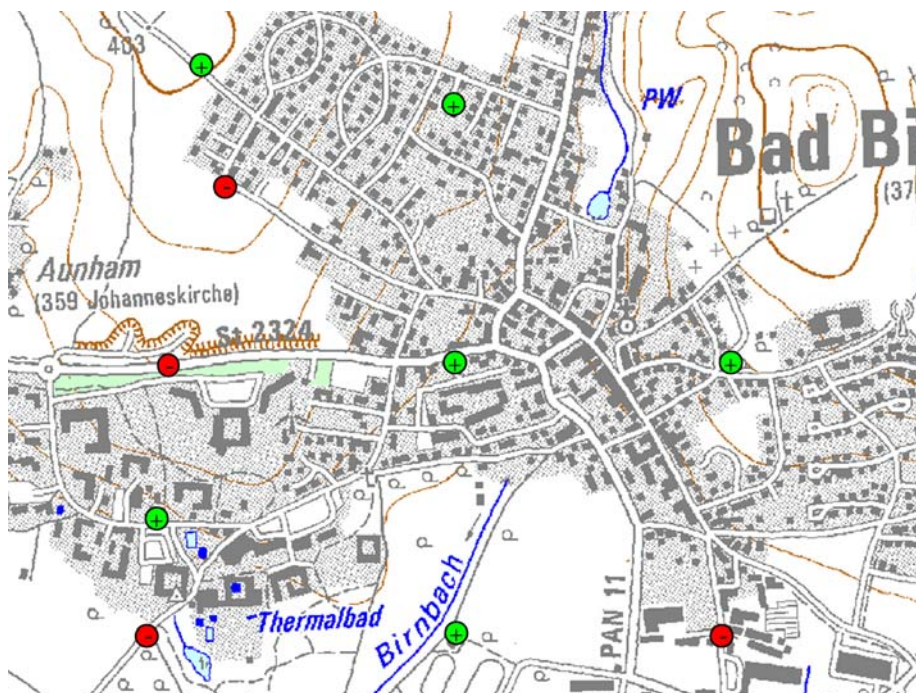 403
PW
Bad Bi
(37
Aunham
(359 Johanneskirche)
St 2324
Thermalbad
Birnbach
PAN 11